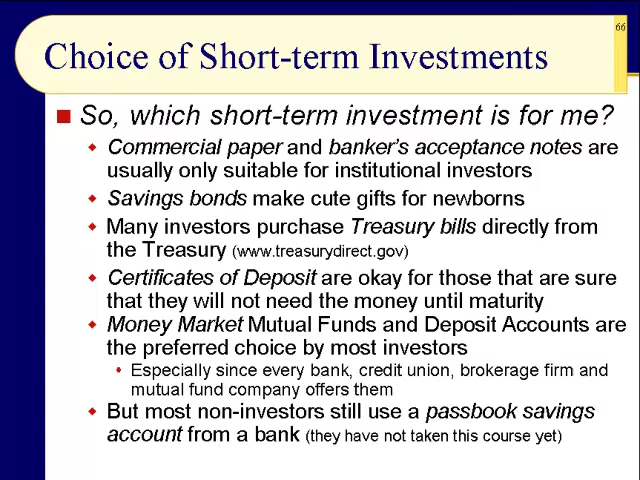 66
Choice of Short-term Investments
So, which short-term investment is for me?
Commercial paper and banker's acceptance notes are
usually only suitable for institutional investors
Savings bonds make cute gifts for newborns
Many investors purchase Treasury bills directly from
the Treasury (www.treasurydirect.gov)
Certificates of Deposit are okay for those that are sure
that they will not need the money until maturity
Money Market Mutual Funds and Deposit Accounts are
the preferred choice by most investors
Especially since every bank, credit union, brokerage firm and
mutual fund company offers them
But most non-investors still use a passbook savings
account from a bank (they have not taken this course yet)